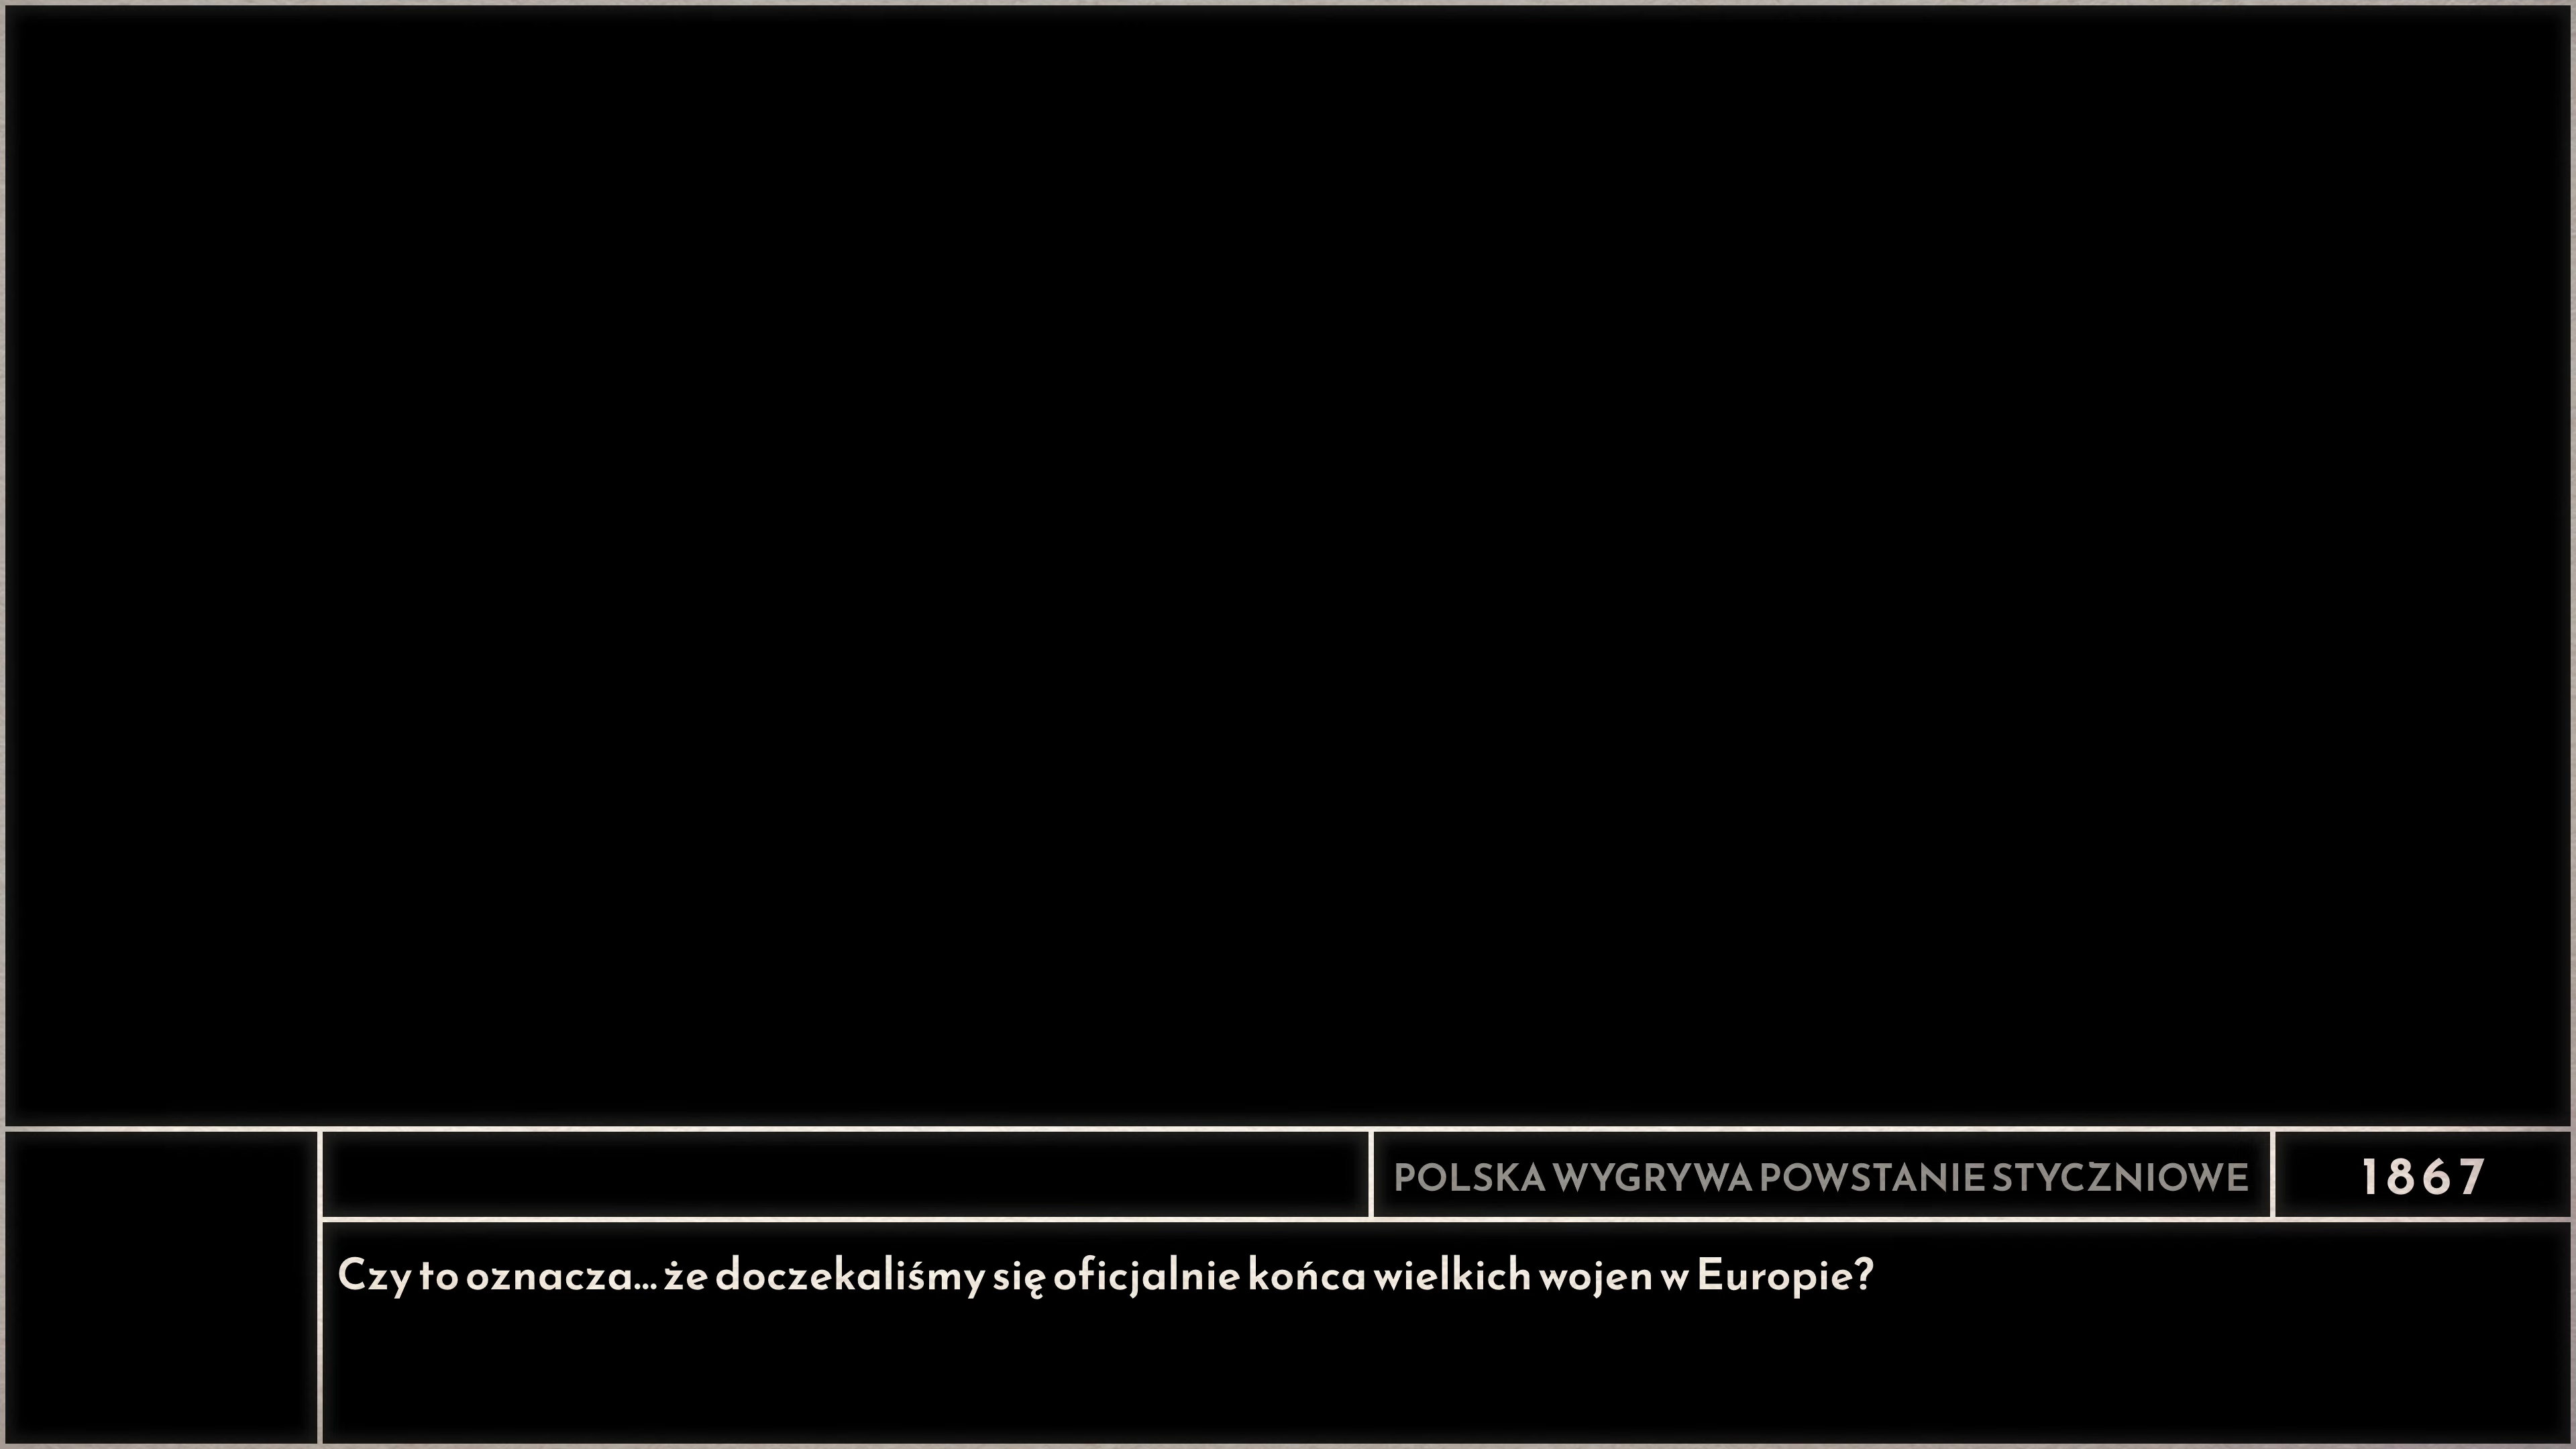 POLSKA WYGRYWA POWSTANIE STYCZNIOWE
1867
Czy to oznacza... że doczekaliśmy się oficjalnie końca wielkich wojen w Europie?